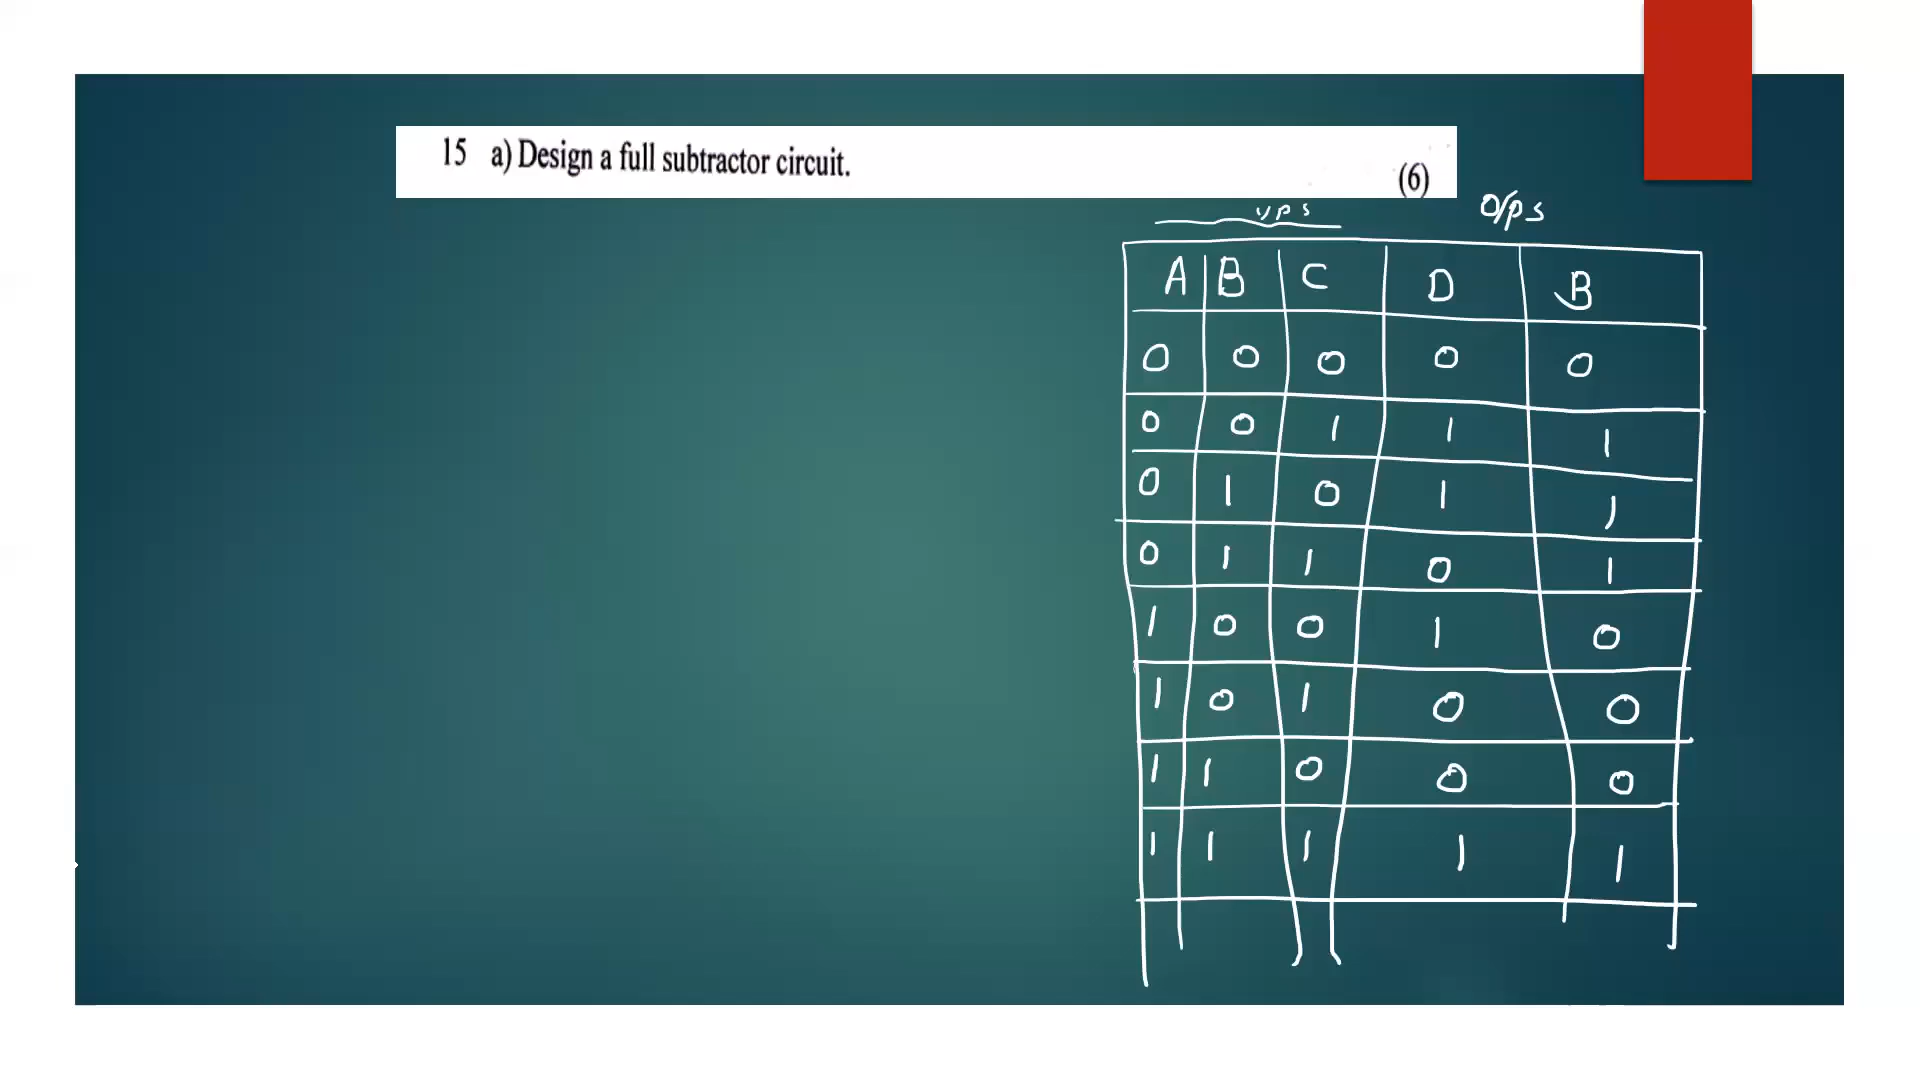 15 a) Design a full subtractor circuit.
(6)
i/ps O/ps
A B C D B
0 0 0 0 0
0 0 1 1 1
0 1 0 1 1
0 1 1 0 1
1 0 0 1 0
1 0 1 0 0
1 1 0 0 0
1 1 1 1 1